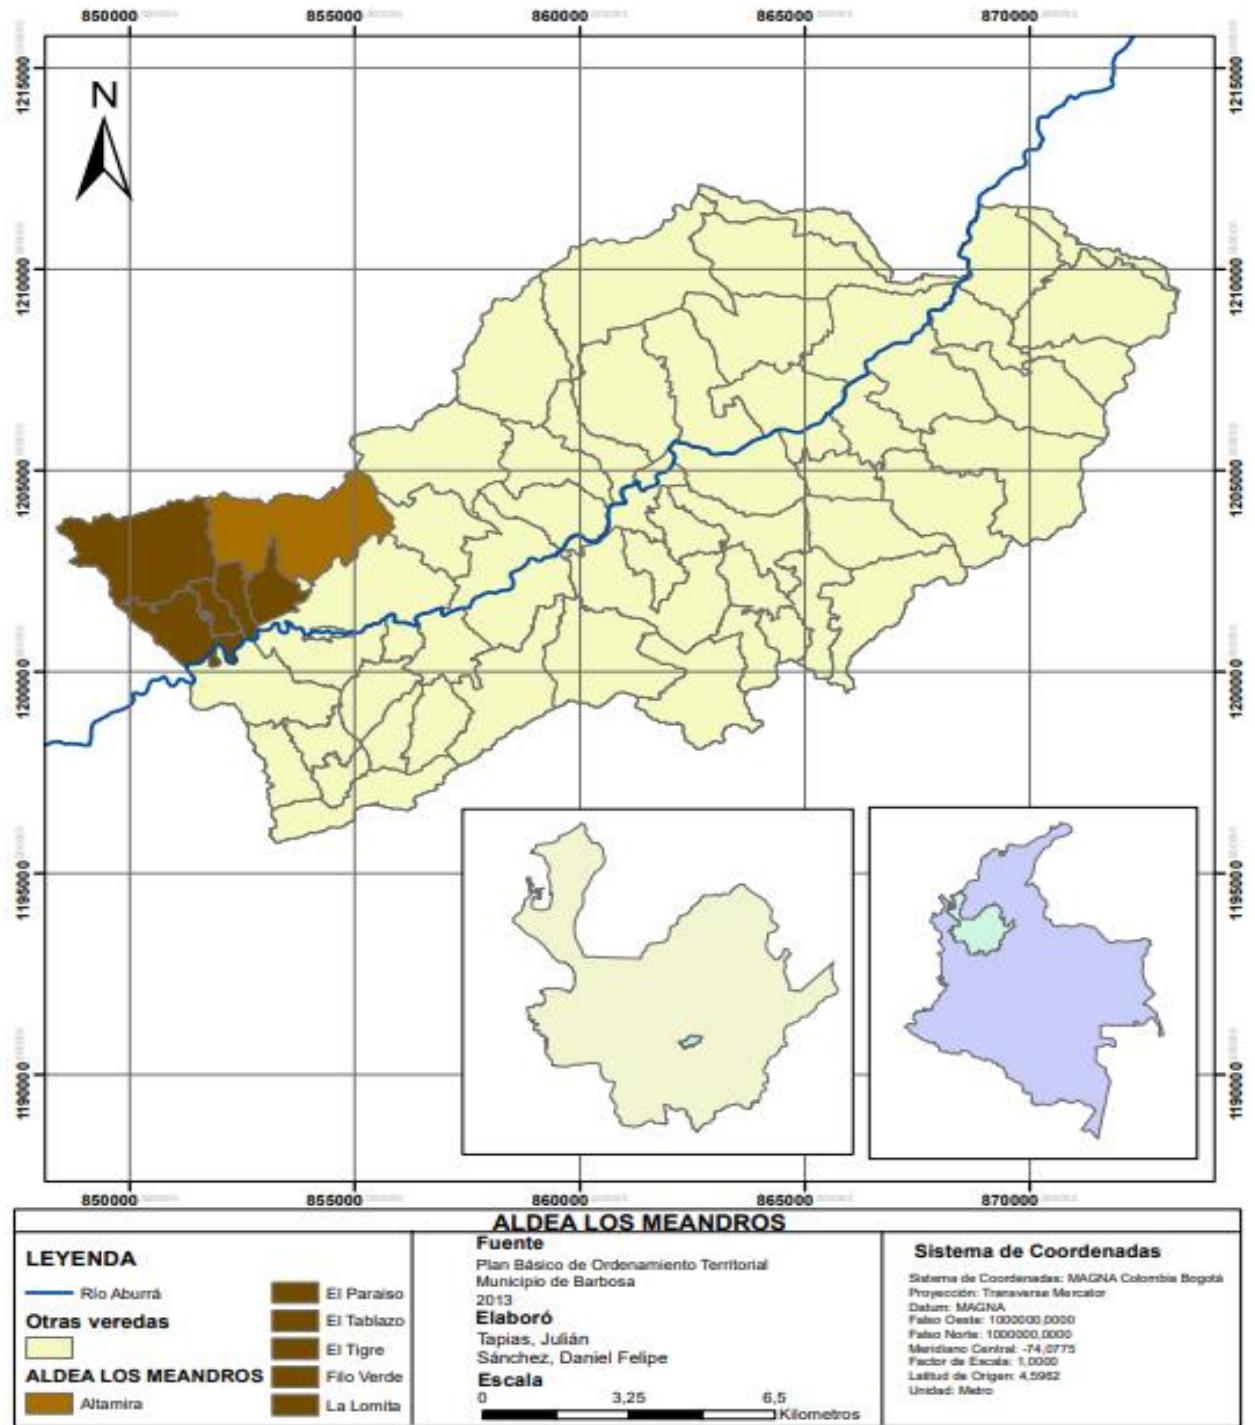 850000 855000 860000 865000 870000
N
1215000 1215000
1210000 1210000
1205000 1205000
1200000 1200000
1195000 1195000
1190000 1190000
850000 855000 860000 865000 870000
ALDEA LOS MEANDROS
LEYENDA
Río Aburrá
Otras veredas
ALDEA LOS MEANDROS
Altamira
El Paraiso
El Tablazo
El Tigre
Filo Verde
La Lomita
Fuente
Plan Básico de Ordenamiento Territorial
Municipio de Barbosa
2013
Elaboró
Tapias, Julián
Sánchez, Daniel Felipe
Escala
0 3,25 6,5
Kilometros
Sistema de Coordenadas
Sistema de Coordenadas: MAGNA Colombia Bogotá
Proyección: Transverse Mercator
Datum: MAGNA
Falso Oeste: 1000000,0000
Falso Norte: 1000000,0000
Meridiano Central: -74,0775
Factor de Escala: 1,0000
Latitud de Origen: 4,5962
Unidad: Metro